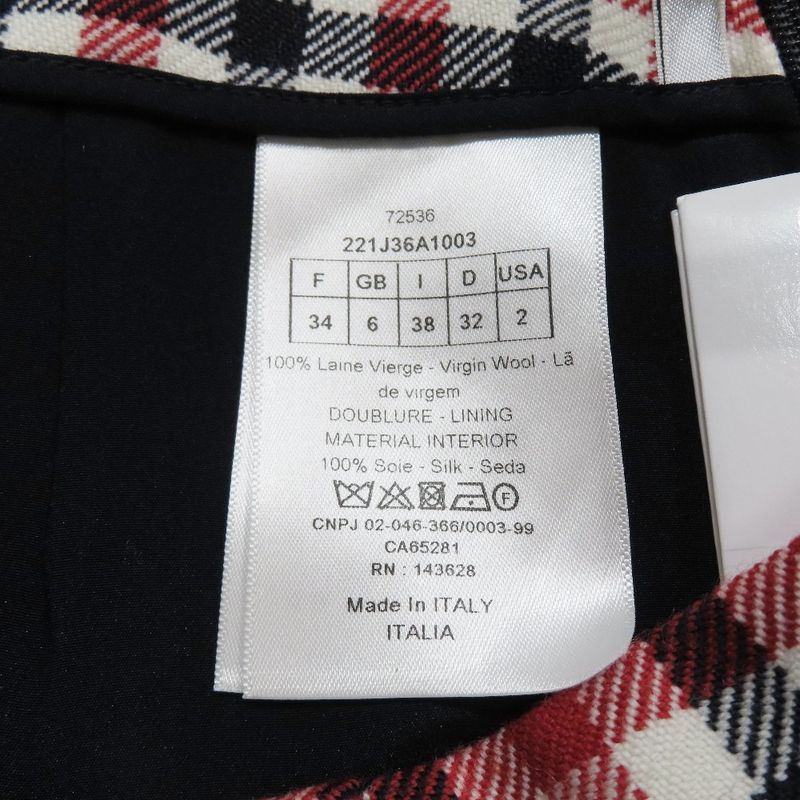 72536
221J36A1003
F GB I D USA
34 6 38 32 2
100% Laine Vierge - Virgin Wool - Lã
de virgem
DOUBLURE - LINING
MATERIAL INTERIOR
100% Soie - Silk - Seda
F
CNPJ 02-046-366/0003-99
CA65281
RN : 143628
Made In ITALY
ITALIA